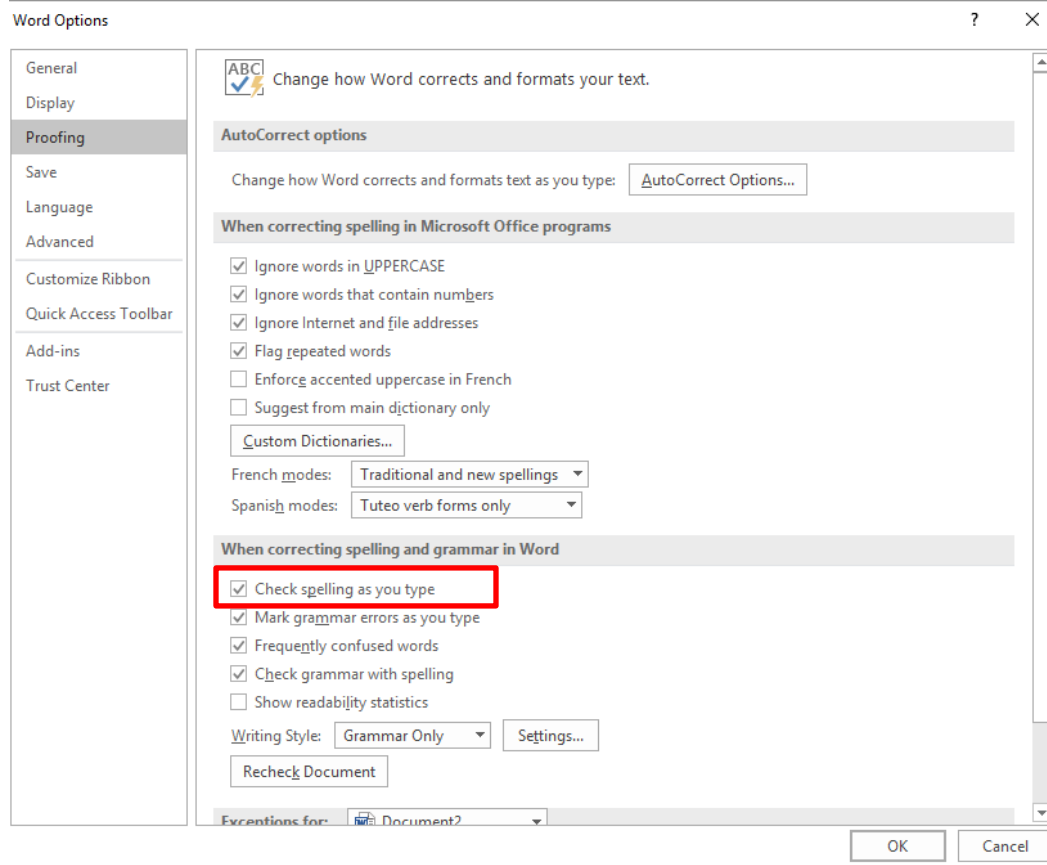 Word Options
?
General
Display
Proofing
Save
Language
Advanced
Customize Ribbon
Quick Access Toolbar
Add-ins
Trust Center
ABC
Change how Word corrects and formats your text.
AutoCorrect options
Change how Word corrects and formats text as you type: AutoCorrect Options...
When correcting spelling in Microsoft Office programs
Ignore words in UPPERCASE
Ignore words that contain numbers
Ignore Internet and file addresses
Flag repeated words
Enforce accented uppercase in French
Suggest from main dictionary only
Custom Dictionaries...
French modes: Traditional and new spellings
Spanish modes: Tuteo verb forms only
When correcting spelling and grammar in Word
Check spelling as you type
Mark grammar errors as you type
Frequently confused words
Check grammar with spelling
Show readability statistics
Writing Style: Grammar Only Settings...
Recheck Document
Exceptions for: Document2
OK Cancel